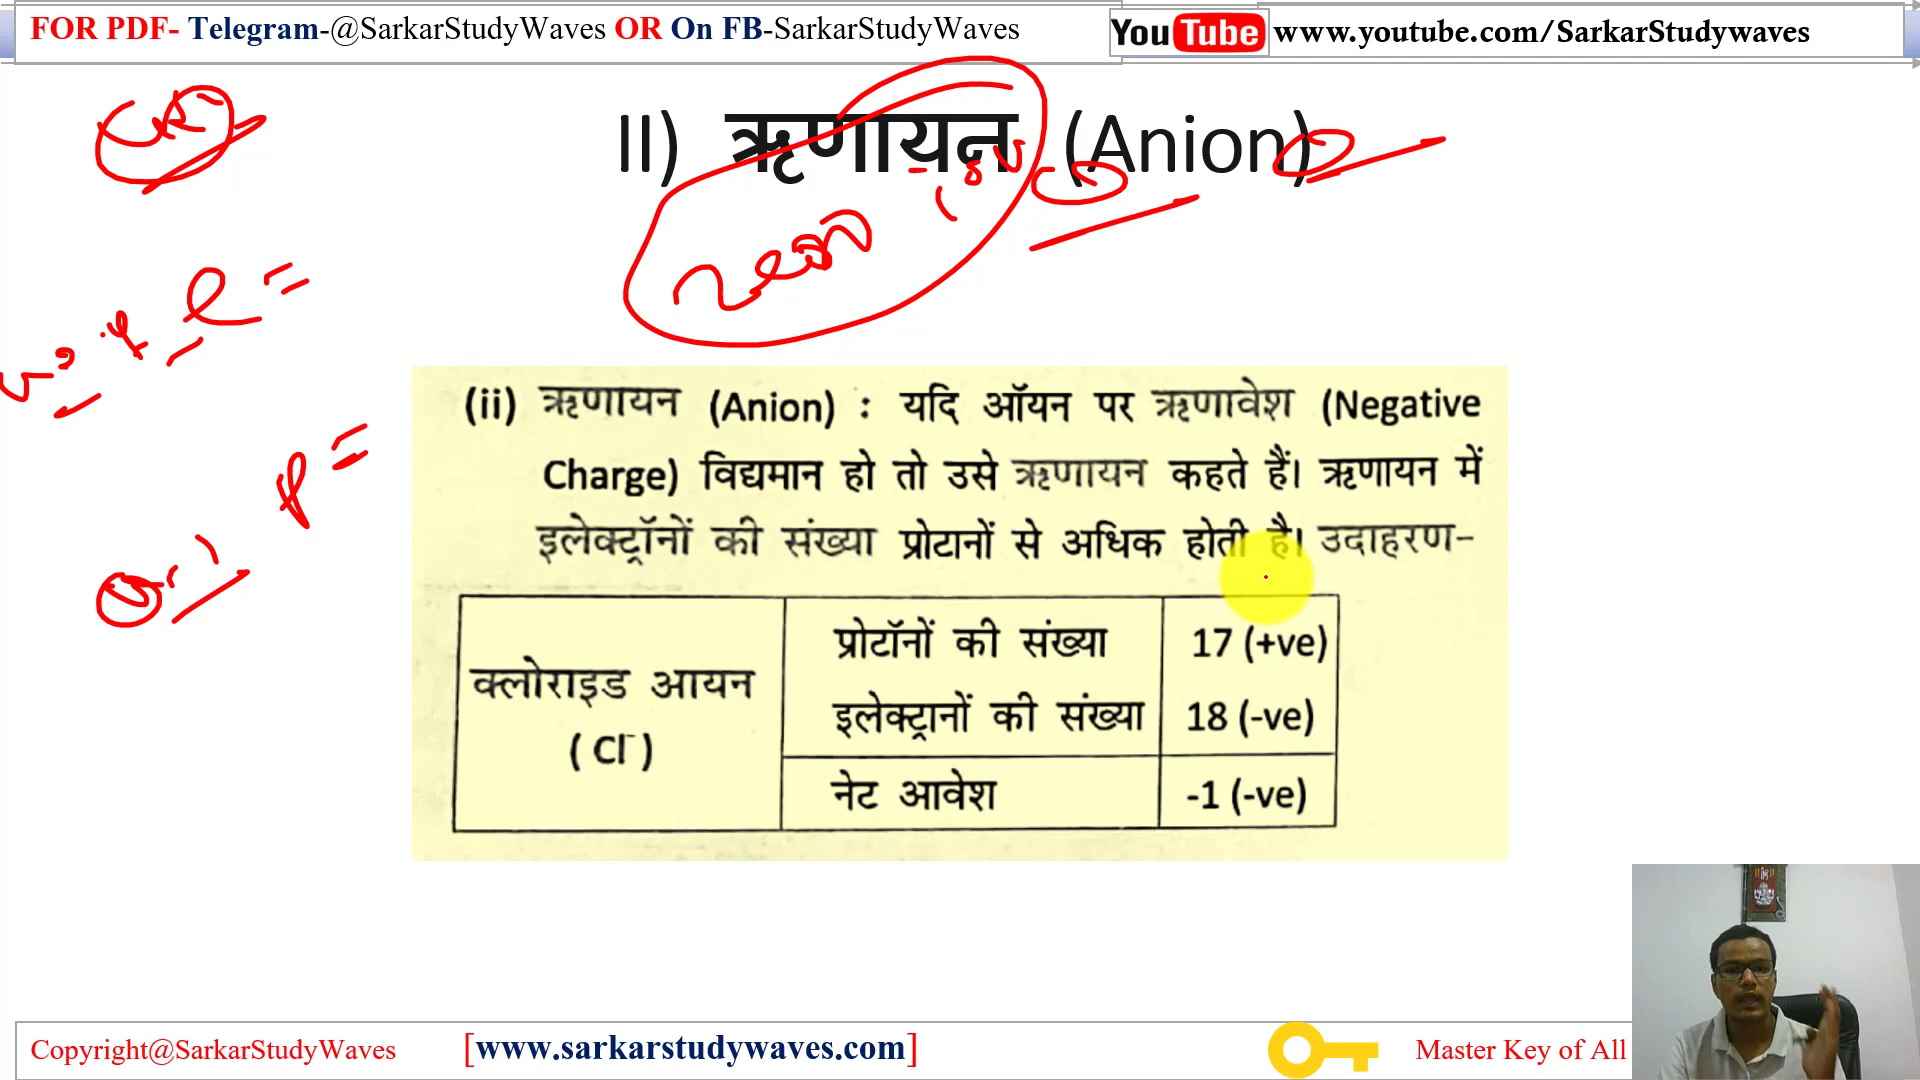 FOR PDF- Telegram-@SarkarStudyWaves OR On FB-SarkarStudyWaves
YouTube www.youtube.com/SarkarStudywaves
II) ऋणायन (Anion)
(ii) ऋणायन (Anion) : यदि ऑयन पर ऋणावेश (Negative
Charge) विद्यमान हो तो उसे ऋणायन कहते हैं। ऋणायन में
इलेक्ट्रॉनों की संख्या प्रोटानों से अधिक होती है। उदाहरण-
प्रोटॉनों की संख्या 17 (+ve)
क्लोराइड आयन
इलेक्ट्रानों की संख्या 18 (-ve)
( Cl⁻ )
नेट आवेश -1 (-ve)
Copyright@SarkarStudyWaves [www.sarkarstudywaves.com] Master Key of All